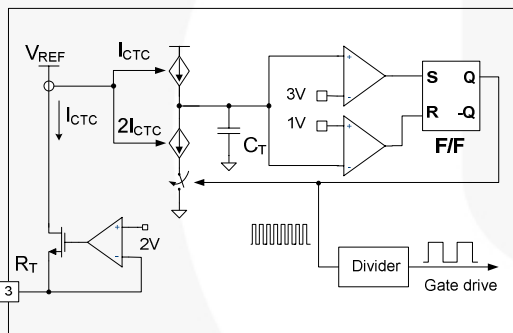 VREF
ICTC
ICTC
2ICTC
CT
3V
1V
+
-
+
-
S Q
R -Q
F/F
RT
+
-
2V
3
Divider
Gate drive